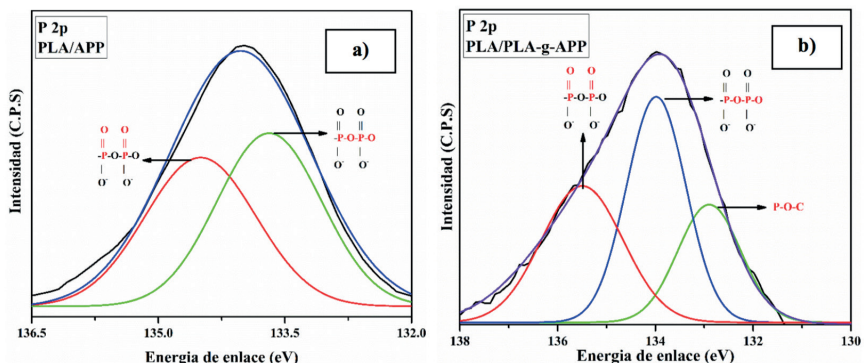 P 2p
PLA/APP
a)
Intensidad (C.P.S)
O O
-P-O-P-O
O⁻ O⁻
O O
-P-O-P-O
O⁻ O⁻
136.5 135.0 133.5 132.0
Energia de enlace (eV)
P 2p
PLA/PLA-g-APP
b)
Intensidad (C.P.S)
O O
-P-O-P-O
O⁻ O⁻
O O
-P-O-P-O
O⁻ O⁻
P-O-C
138 136 134 132 130
Energia de enlace (eV)